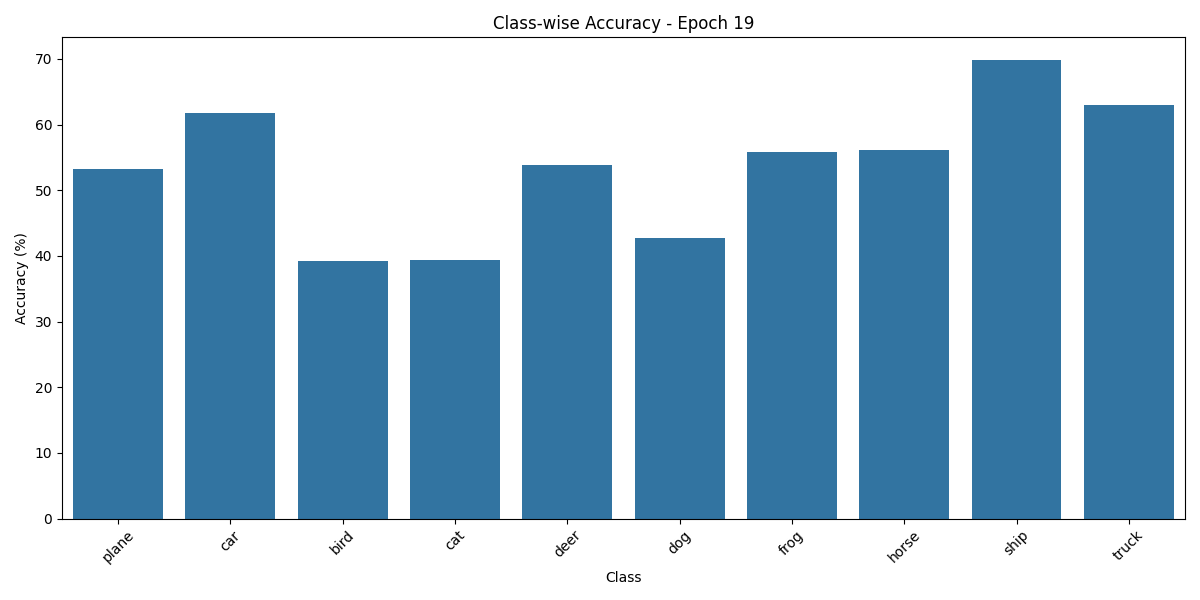 Class-wise Accuracy - Epoch 19
Accuracy (%)
70
60
50
40
30
20
10
0
plane
car
bird
cat
deer
dog
frog
horse
ship
truck
Class